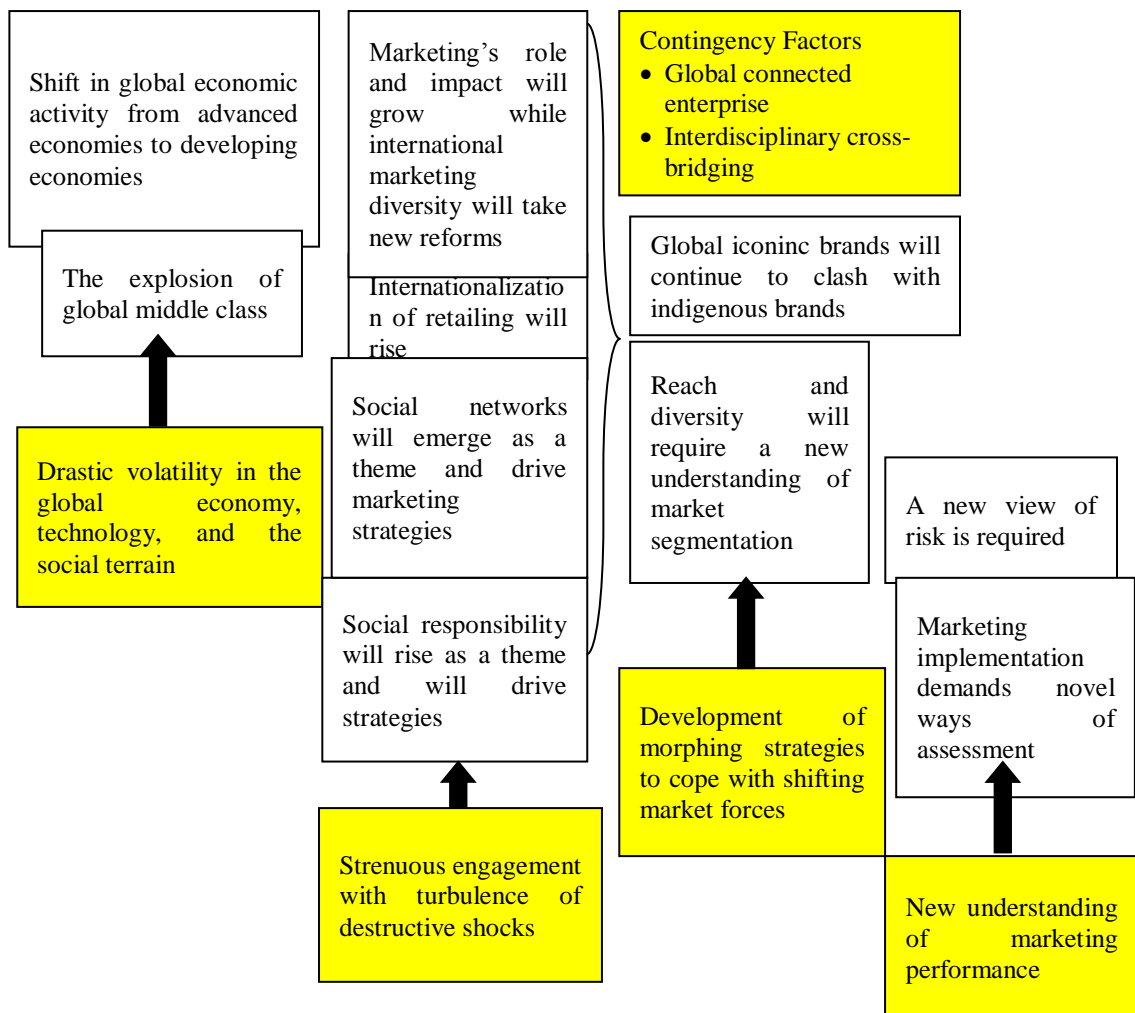 Shift in global economic
activity from advanced
economies to developing
economies
The explosion of
global middle class
Drastic volatility in the
global economy,
technology, and the
social terrain
Marketing’s role
and impact will
grow while
international
marketing
diversity will take
new reforms
Internationalizatio
n of retailing will
rise
Social networks
will emerge as a
theme and drive
marketing
strategies
Social responsibility
will rise as a theme
and will drive
strategies
Strenuous engagement
with turbulence of
destructive shocks
Contingency Factors
• Global connected
enterprise
• Interdisciplinary cross-
bridging
Global iconinc brands will
continue to clash with
indigenous brands
Reach and
diversity will
require a new
understanding of
market
segmentation
Development of
morphing strategies
to cope with shifting
market forces
A new view of
risk is required
Marketing
implementation
demands novel
ways of
assessment
New understanding
of marketing
performance